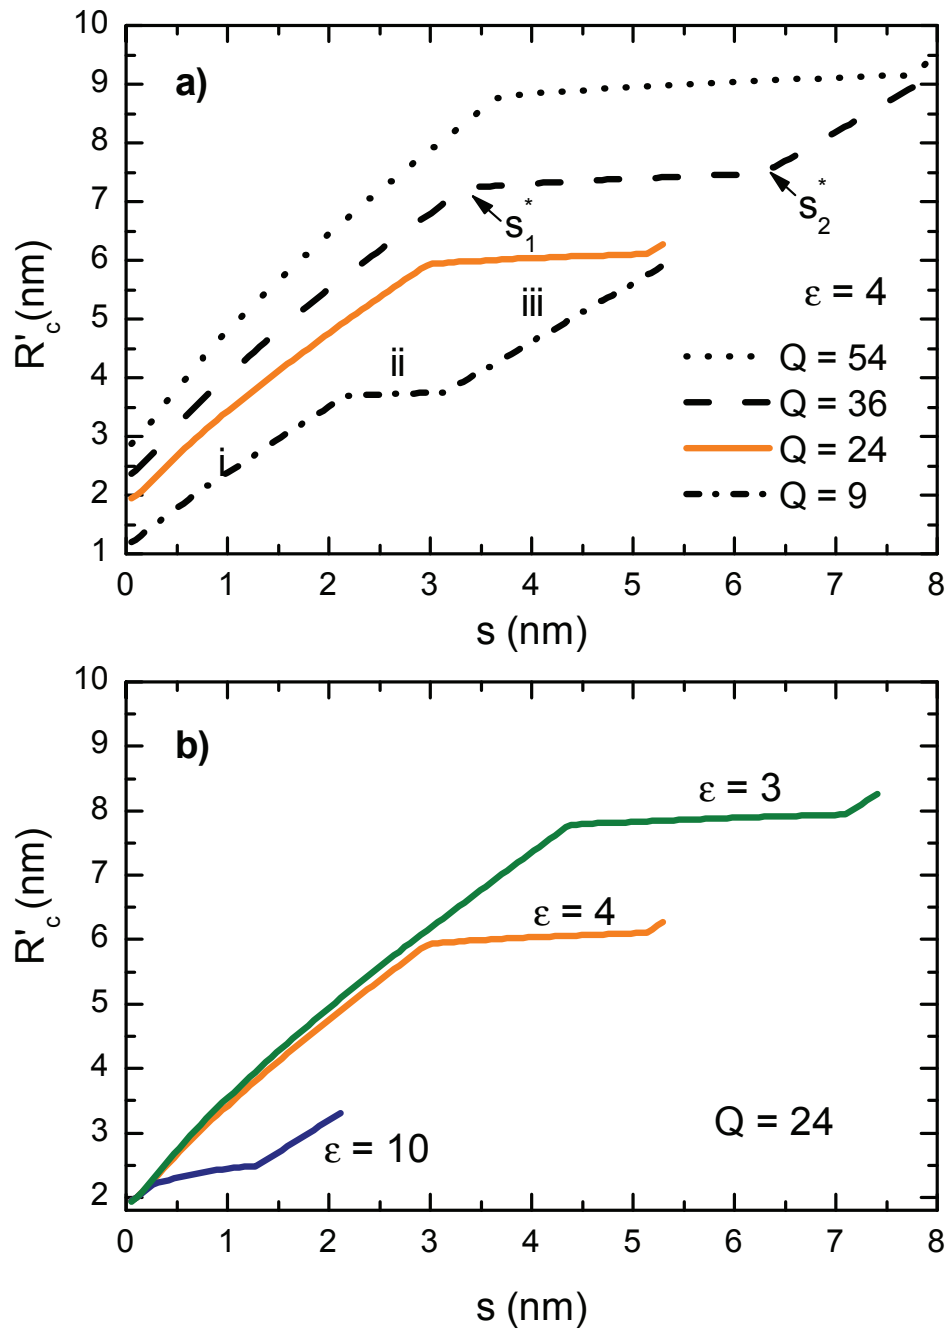 a)
10
9
8
7
6
5
4
3
2
1
R'c (nm)
s*1
s*2
i
ii
iii
ε = 4
Q = 54
Q = 36
Q = 24
Q = 9
0 1 2 3 4 5 6 7 8
s (nm)
b)
10
9
8
7
6
5
4
3
2
R'c (nm)
ε = 3
ε = 4
ε = 10
Q = 24
0 1 2 3 4 5 6 7 8
s (nm)